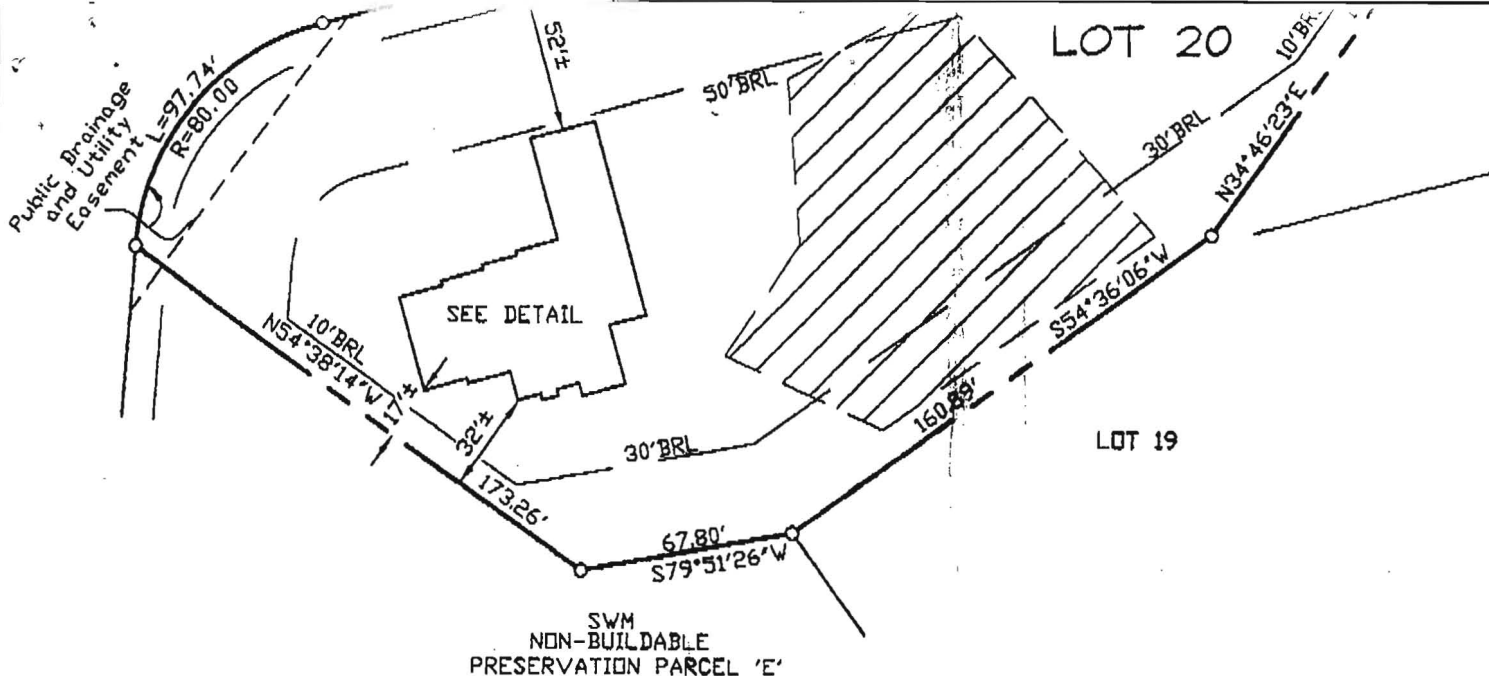 LOT 20
52'±
10'BRL
50'BRL
L=97.74'
R=80.00
Public Drainage
and Utility
Easement
30'BRL
N34°46'23"E
SEE DETAIL
S54°36'06"W
10'BRL
N54°38'14"W
17'±
32'±
160.89'
LOT 19
30'BRL
173.26'
67.80'
S79°51'26"W
SWM
NON-BUILDABLE
PRESERVATION PARCEL 'E'